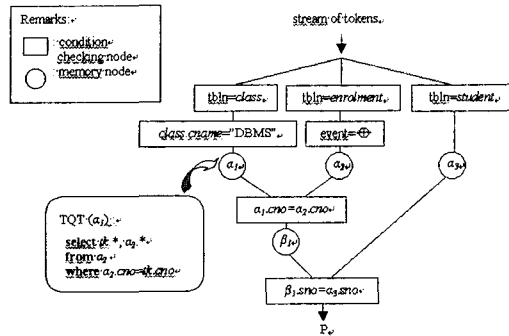 Remarks:
: condition
checking node
: memory node
stream of tokens
tbln=class
tbln=enrolment
tbln=student
class.cname="DBMS"
event=⊕
α₁
α₂
α₃
α₁.cno=α₂.cno
β₁
β₁.sno=α₃.sno
P
TQT (α₁):
select tk.*, α₂.*
from α₂
where α₂.cno=tk.cno